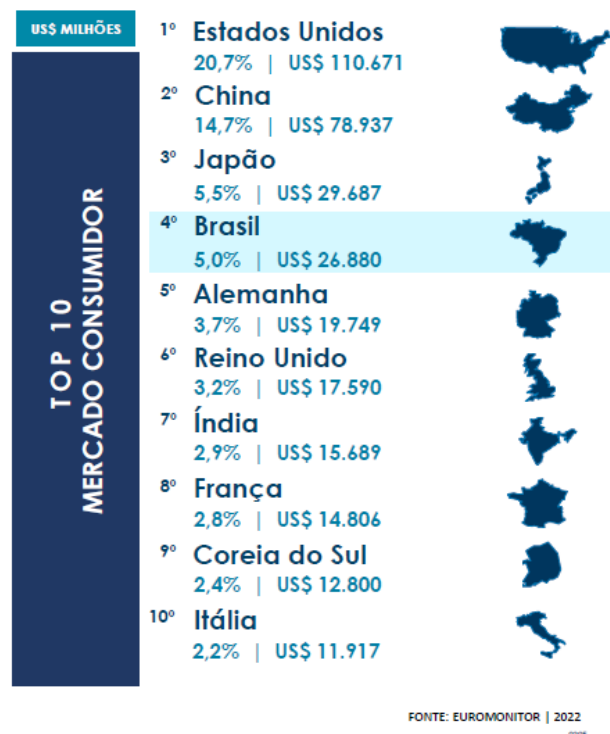 US$ MILHÕES
TOP 10
MERCADO CONSUMIDOR
1º Estados Unidos
20,7% | US$ 110.671
2º China
14,7% | US$ 78.937
3º Japão
5,5% | US$ 29.687
4º Brasil
5,0% | US$ 26.880
5º Alemanha
3,7% | US$ 19.749
6º Reino Unido
3,2% | US$ 17.590
7º Índia
2,9% | US$ 15.689
8º França
2,8% | US$ 14.806
9º Coreia do Sul
2,4% | US$ 12.800
10º Itália
2,2% | US$ 11.917
FONTE: EUROMONITOR | 2022